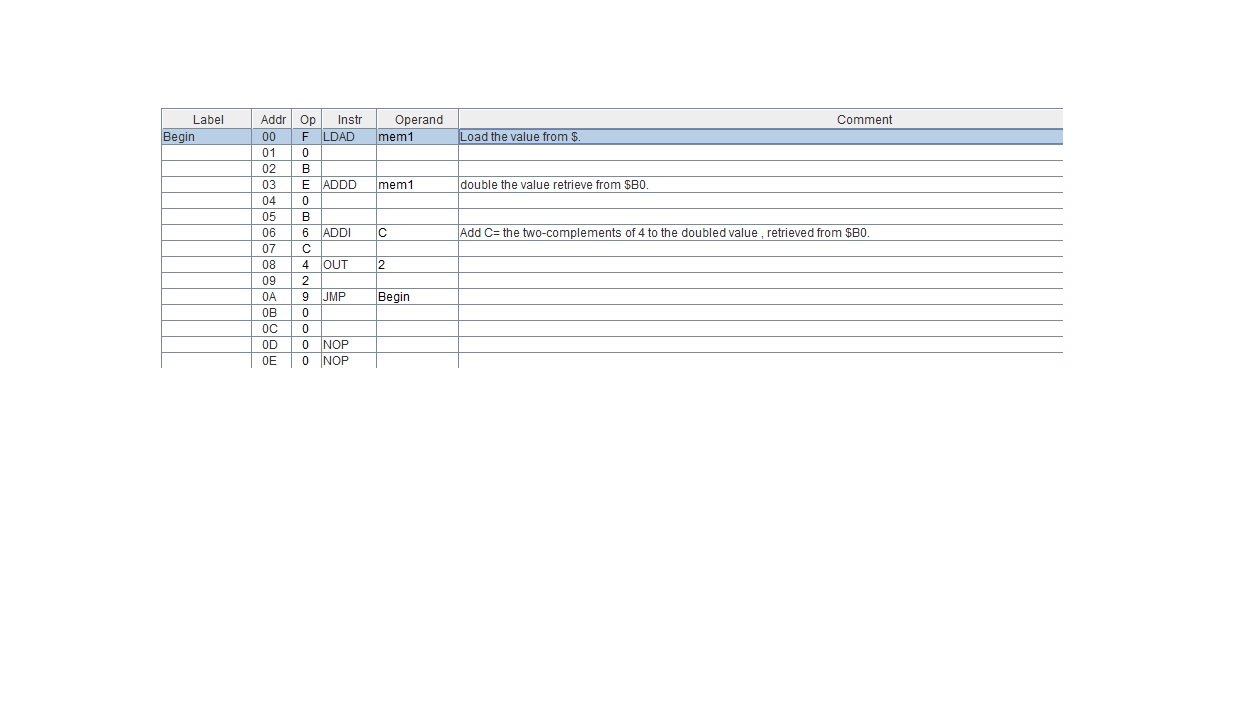 Label Addr Op Instr Operand Comment
Begin 00 F LDAD mem1 Load the value from $.
01 0
02 B
03 E ADDD mem1 double the value retrieve from $B0.
04 0
05 B
06 6 ADDI C Add C= the two-complements of 4 to the doubled value , retrieved from $B0.
07 C
08 4 OUT 2
09 2
0A 9 JMP Begin
0B 0
0C 0
0D 0 NOP
0E 0 NOP